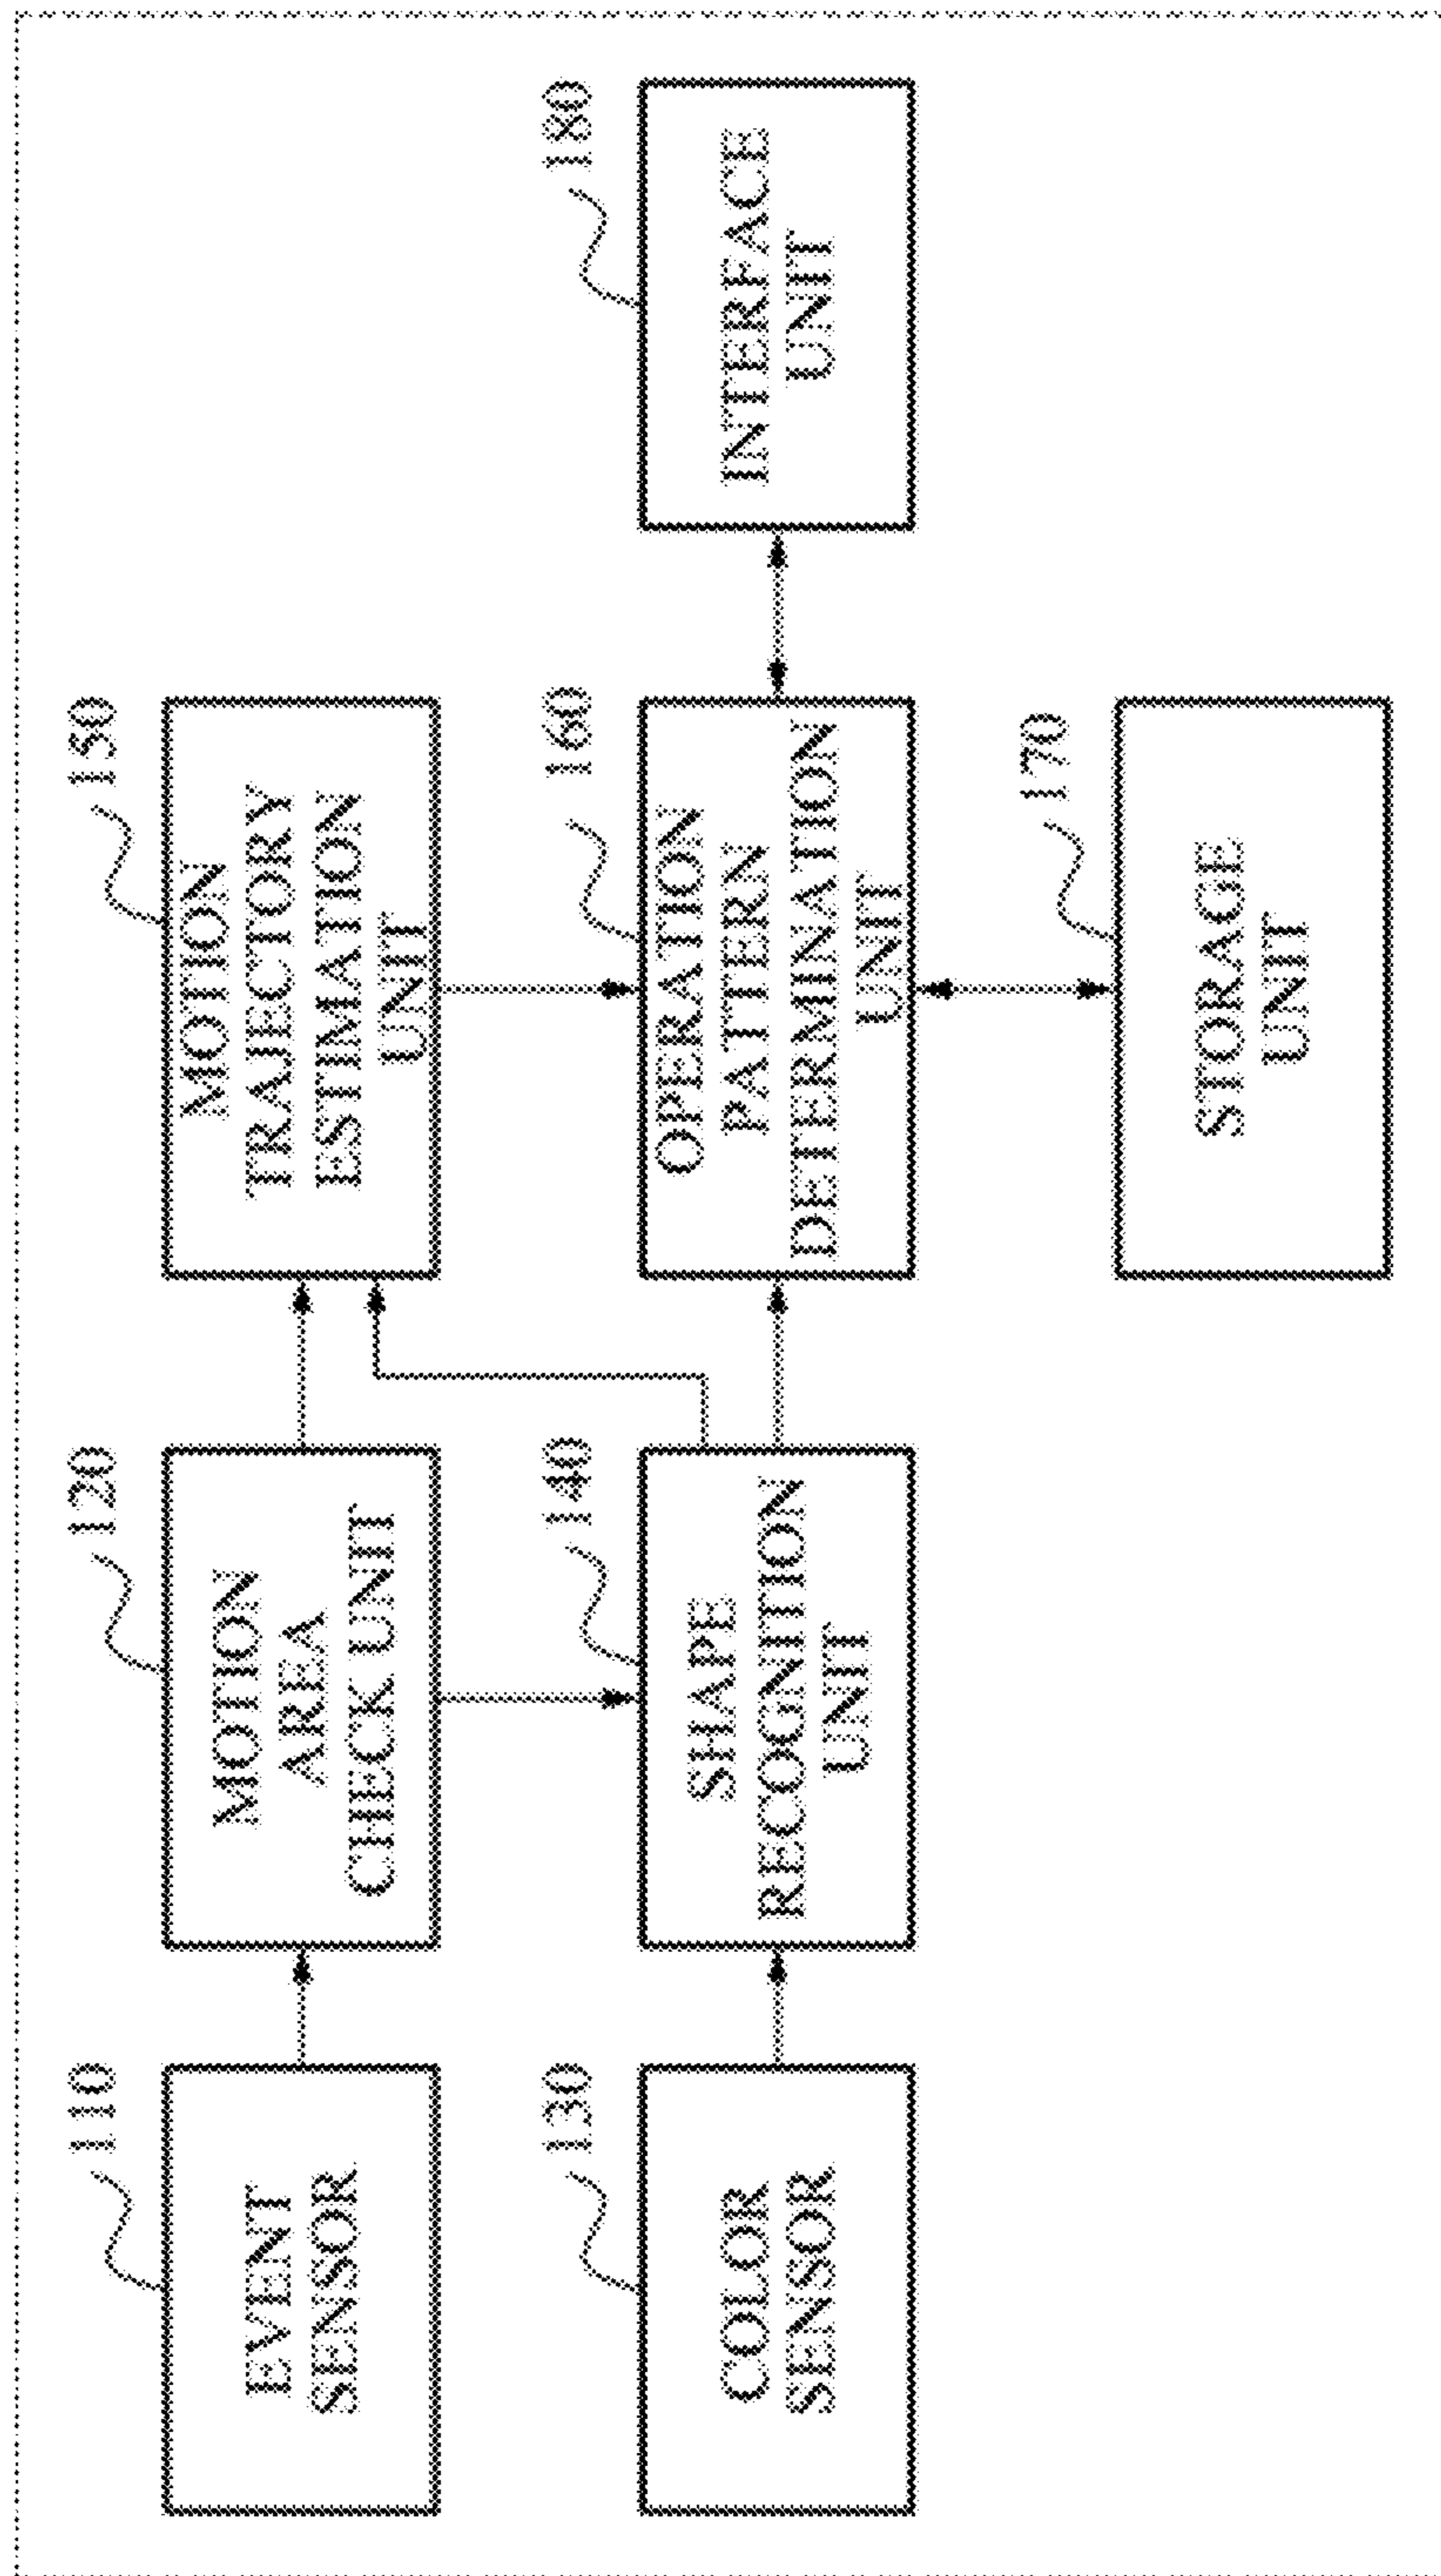 110
EVENT
SENSOR
120
MOTION
AREA
CHECK UNIT
150
MOTION
TRAJECTORY
ESTIMATION
UNIT
130
COLOR
SENSOR
140
SHAPE
RECOGNITION
UNIT
160
OPERATION
PATTERN
DETERMINATION
UNIT
180
INTERFACE
UNIT
170
STORAGE
UNIT